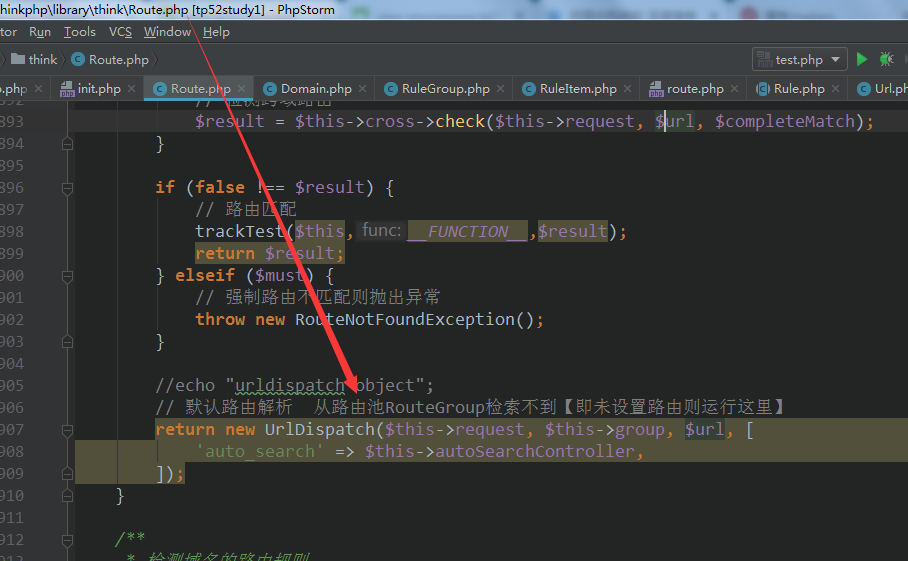 hinkphp\library\think\Route.php [tp52study1] - PhpStorm
tor Run Tools VCS Window Help
think Route.php test.php
p.php init.php Route.php Domain.php RuleGroup.php RuleItem.php route.php Rule.php Url.ph
892 // 检测跨域路由
893 $result = $this->cross->check($this->request, $url, $completeMatch);
894 }
895
896 if (false !== $result) {
897 // 路由匹配
898 trackTest($this, func: __FUNCTION__,$result);
899 return $result;
900 } elseif ($must) {
901 // 强制路由不匹配则抛出异常
902 throw new RouteNotFoundException();
903 }
904
905 //echo "urldispatch object";
906 // 默认路由解析 从路由池RouteGroup检索不到【即未设置路由则运行这里】
907 return new UrlDispatch($this->request, $this->group, $url, [
908 'auto_search' => $this->autoSearchController,
909 ]);
910 }
911
912 /**
913 * 检测域名的路由规则